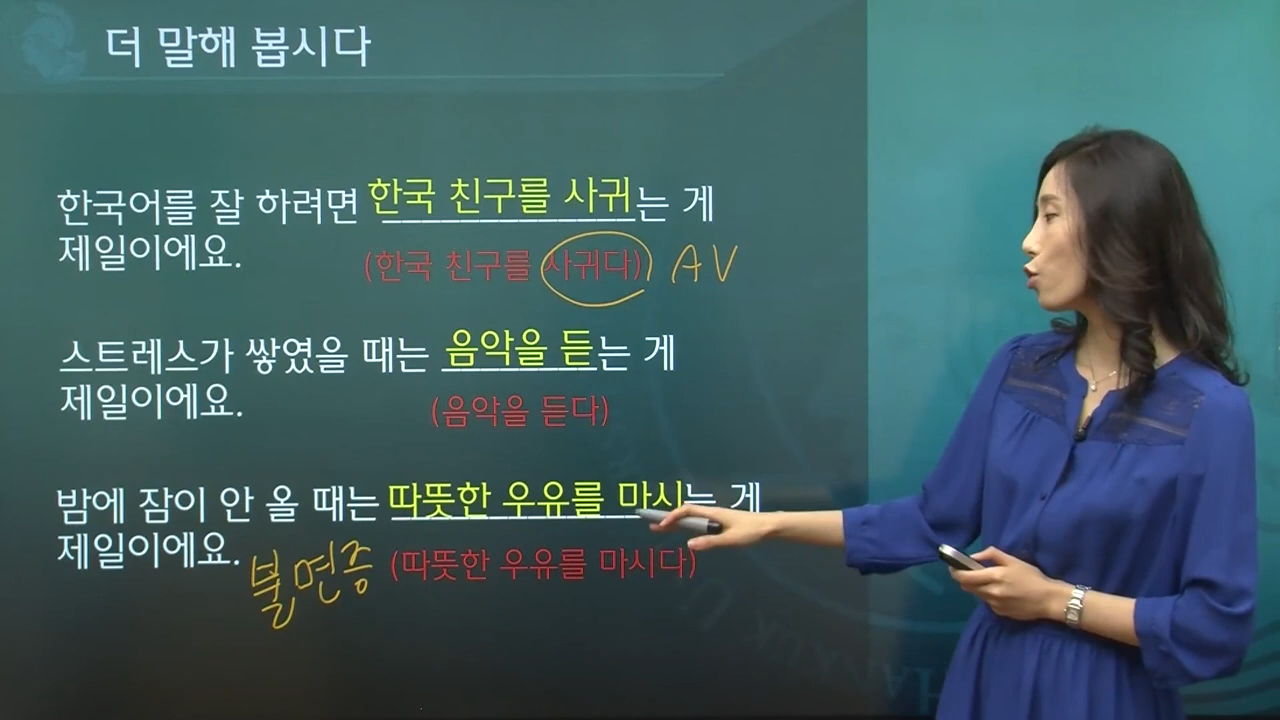 더 말해 봅시다
한국어를 잘 하려면 한국 친구를 사귀는 게
제일이에요.
(한국 친구를 사귀다) AV
스트레스가 쌓였을 때는 음악을 듣는 게
제일이에요.
(음악을 듣다)
밤에 잠이 안 올 때는 따뜻한 우유를 마시는 게
제일이에요.
불면증 (따뜻한 우유를 마시다)